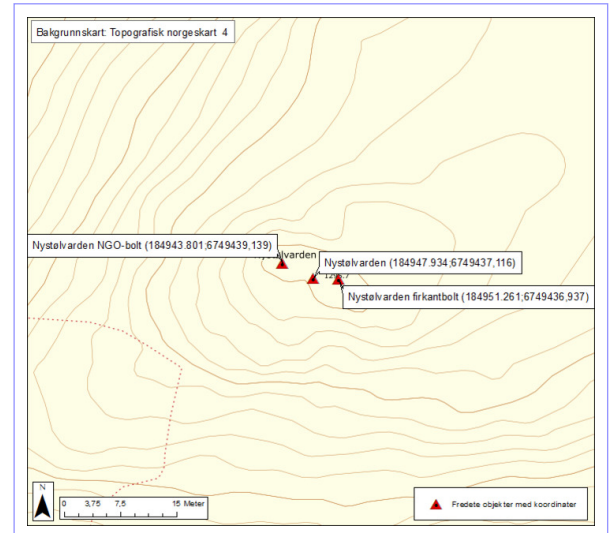 Bakgrunnskart: Topografisk norgeskart 4
Nystølvarden NGO-bolt (184943.801;6749439,139)
Nystølvarden (184947.934;6749437,116)
Nystølvarden firkantbolt (184951.261;6749436,937)
N
0 3,75 7,5 15 Meter
Fredete objekter med koordinater